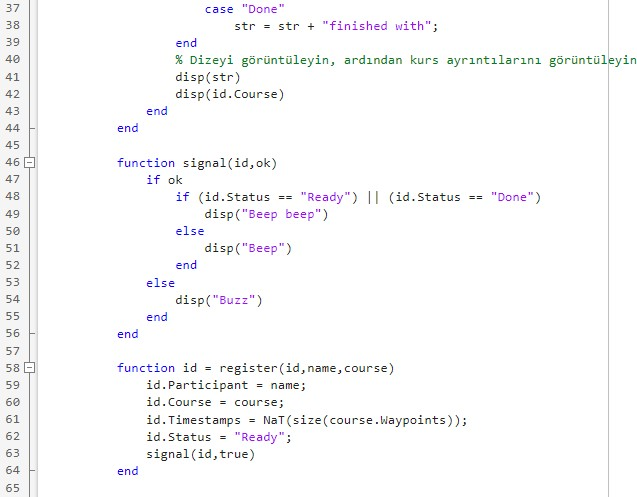 37 case "Done"
38 str = str + "finished with";
39 end
40 % Dizeyi görüntüleyin, ardından kurs ayrıntılarını görüntüleyin
41 disp(str)
42 disp(id.Course)
43 end
44 end
45
46 function signal(id,ok)
47 if ok
48 if (id.Status == "Ready") || (id.Status == "Done")
49 disp("Beep beep")
50 else
51 disp("Beep")
52 end
53 else
54 disp("Buzz")
55 end
56 end
57
58 function id = register(id,name,course)
59 id.Participant = name;
60 id.Course = course;
61 id.Timestamps = NaT(size(course.Waypoints));
62 id.Status = "Ready";
63 signal(id,true)
64 end
65